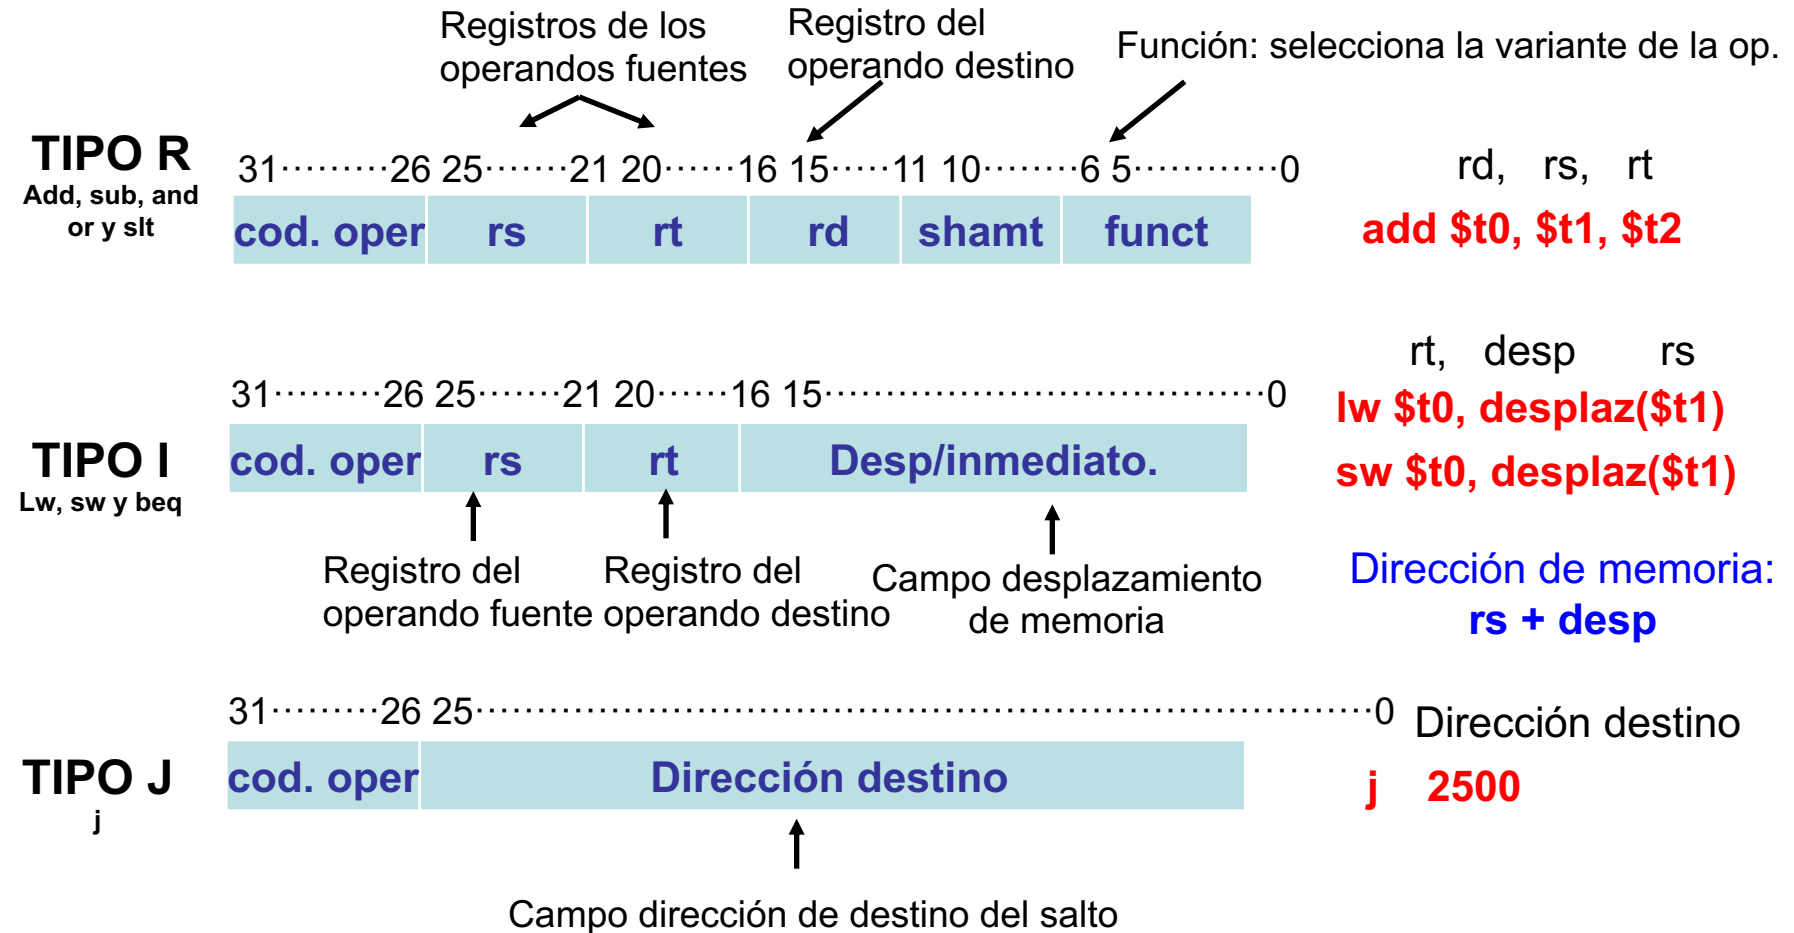 Registros de los
operandos fuentes
Registro del
operando destino
Función: selecciona la variante de la op.
TIPO R
Add, sub, and
or y slt
31·········26 25·······21 20······16 15·····11 10········6 5············0
cod. oper rs rt rd shamt funct
rd, rs, rt
add $t0, $t1, $t2
TIPO I
Lw, sw y beq
31·········26 25·······21 20······16 15·····································0
cod. oper rs rt Desp/inmediato.
rt, desp rs
lw $t0, desplaz($t1)
sw $t0, desplaz($t1)
Registro del
operando fuente
Registro del
operando destino
Campo desplazamiento
de memoria
Dirección de memoria:
rs + desp
TIPO J
j
31·········26 25··························································0
cod. oper Dirección destino
Dirección destino
j 2500
Campo dirección de destino del salto